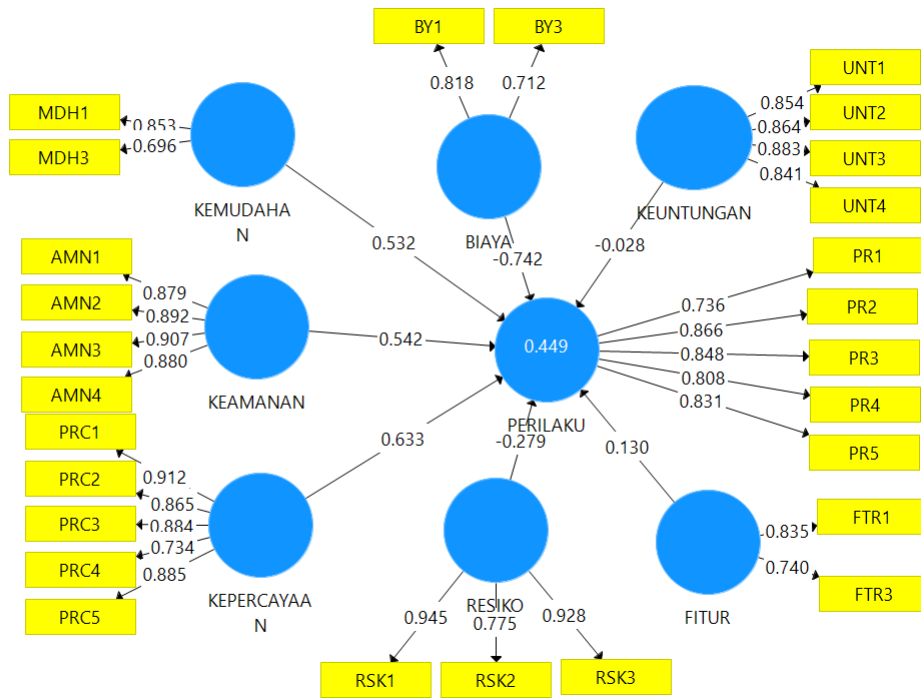 BY1
BY3
0.818
0.712
UNT1
UNT2
UNT3
UNT4
0.854
0.864
0.883
0.841
MDH1
MDH3
0.853
0.696
KEMUDAHA
N
BIAYA
KEUNTUNGAN
0.532
-0.742
-0.028
AMN1
AMN2
AMN3
AMN4
0.879
0.892
0.907
0.880
KEAMANAN
0.542
0.449
PERILAKU
PR1
PR2
PR3
PR4
PR5
0.736
0.866
0.848
0.808
0.831
PRC1
PRC2
PRC3
PRC4
PRC5
0.912
0.865
0.884
0.734
0.885
KEPERCAYAA
N
0.633
-0.279
0.130
RESIKO
0.945
0.775
0.928
RSK1
RSK2
RSK3
FITUR
0.835
0.740
FTR1
FTR3